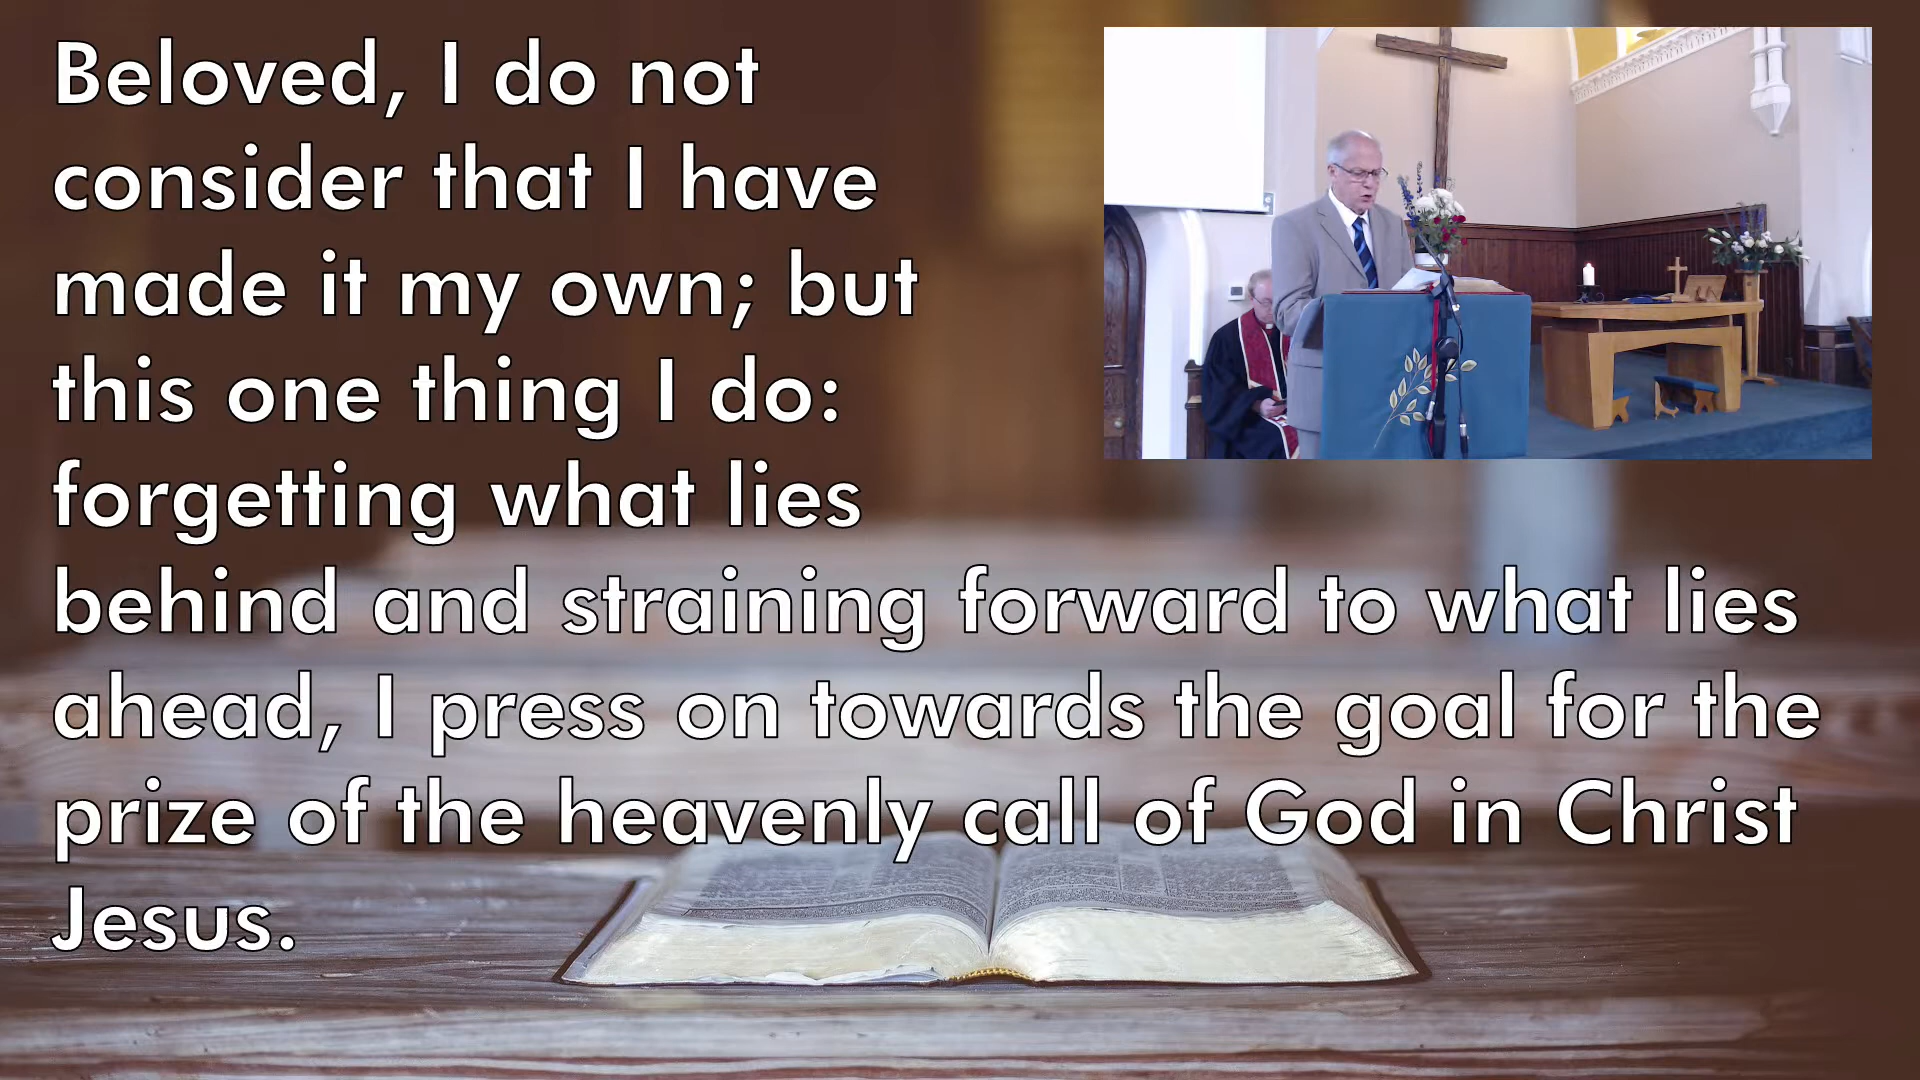 Beloved, I do not
consider that I have
made it my own; but
this one thing I do:
forgetting what lies
behind and straining forward to what lies
ahead, I press on towards the goal for the
prize of the heavenly call of God in Christ
Jesus.